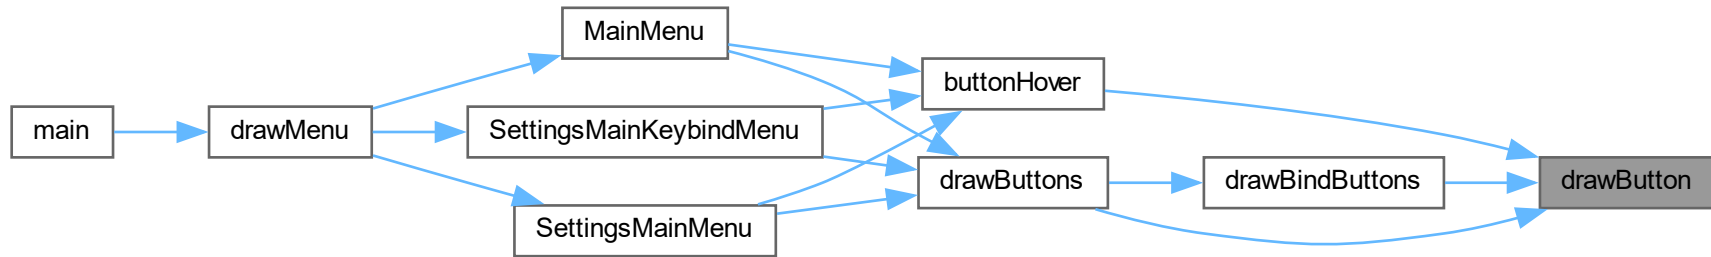 MainMenu
buttonHover
main
drawMenu
SettingsMainKeybindMenu
drawButtons
drawBindButtons
drawButton
SettingsMainMenu